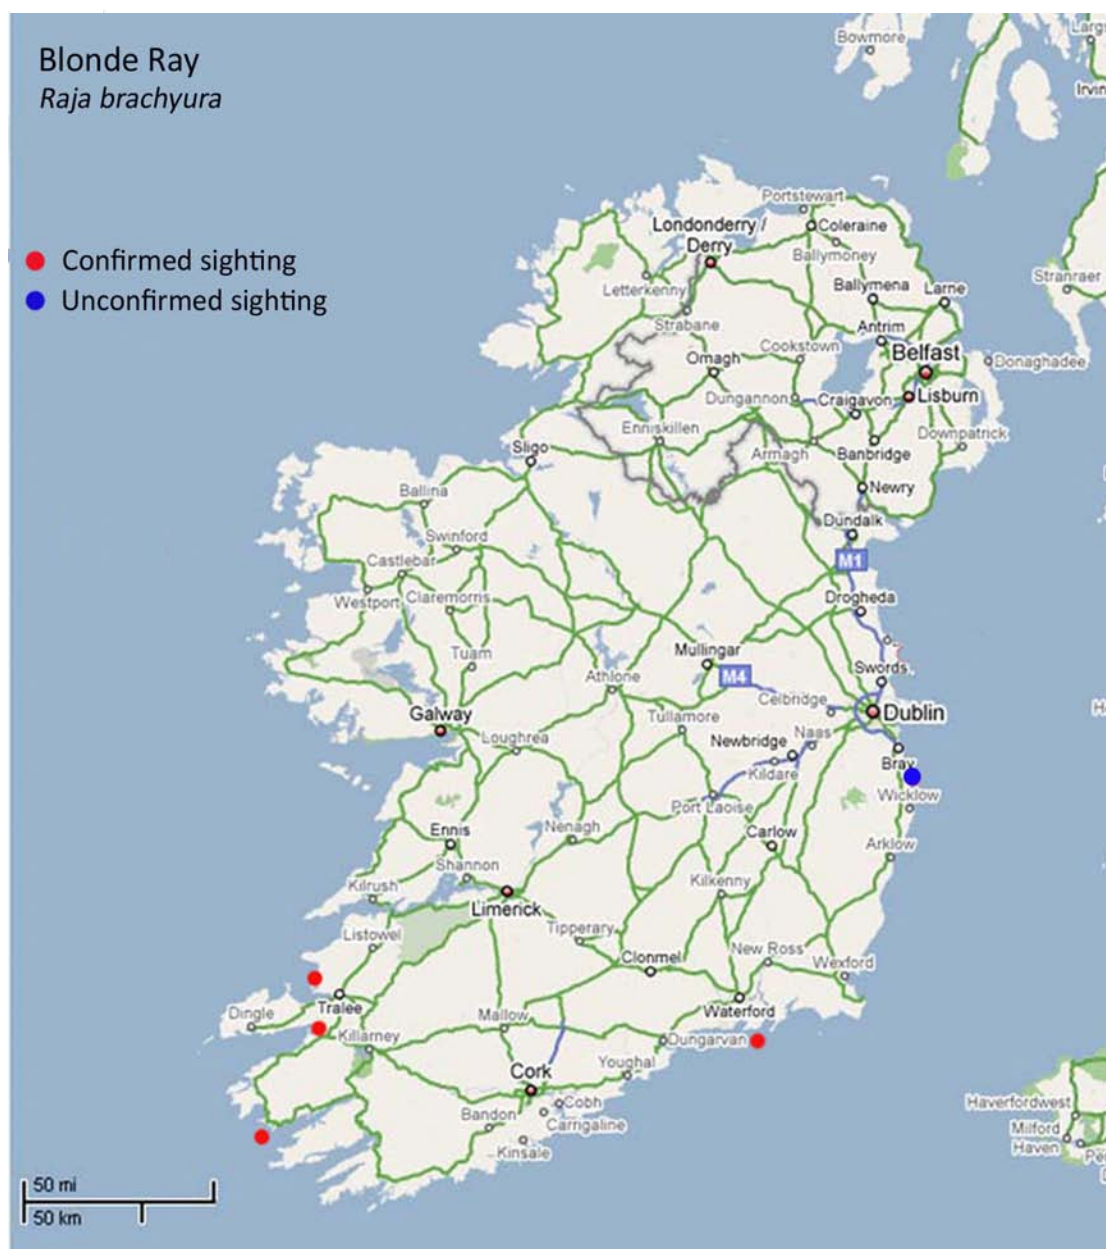 Blonde Ray
Raja brachyura
Confirmed sighting
Unconfirmed sighting
Bowmore
Irvin
Portstewart
Londonderry /
Derry
Coleraine
Ballymoney
Stranraer
Letterkenny
Ballymena
Larne
Strabane
Antrim
Cookstown
Belfast
Omagh
Donaghadee
Dungannon
Craigavon
Lisburn
Enniskillen
Downpatrick
Sligo
Armagh
Banbridge
Ballina
Newry
Dundalk
Swinford
Castlebar
M1
Westport
Claremorris
Drogheda
Tuam
Mullingar
Athlone
M4
Swords
Celbridge
Galway
Tullamore
Dublin
Loughrea
Newbridge
Naas
Bray
Kildare
Port Laoise
Wicklow
Ennis
Nenagh
Carlow
Arklow
Shannon
Kilrush
Kilkenny
Limerick
Listowel
Tipperary
Clonmel
New Ross
Wexford
Tralee
Dingle
Mallow
Waterford
Killarney
Dungarvan
Youghal
Cork
Cobh
Bandon
Carrigaline
Kinsale
Haverfordwest
Milford
Haven
50 mi
50 km